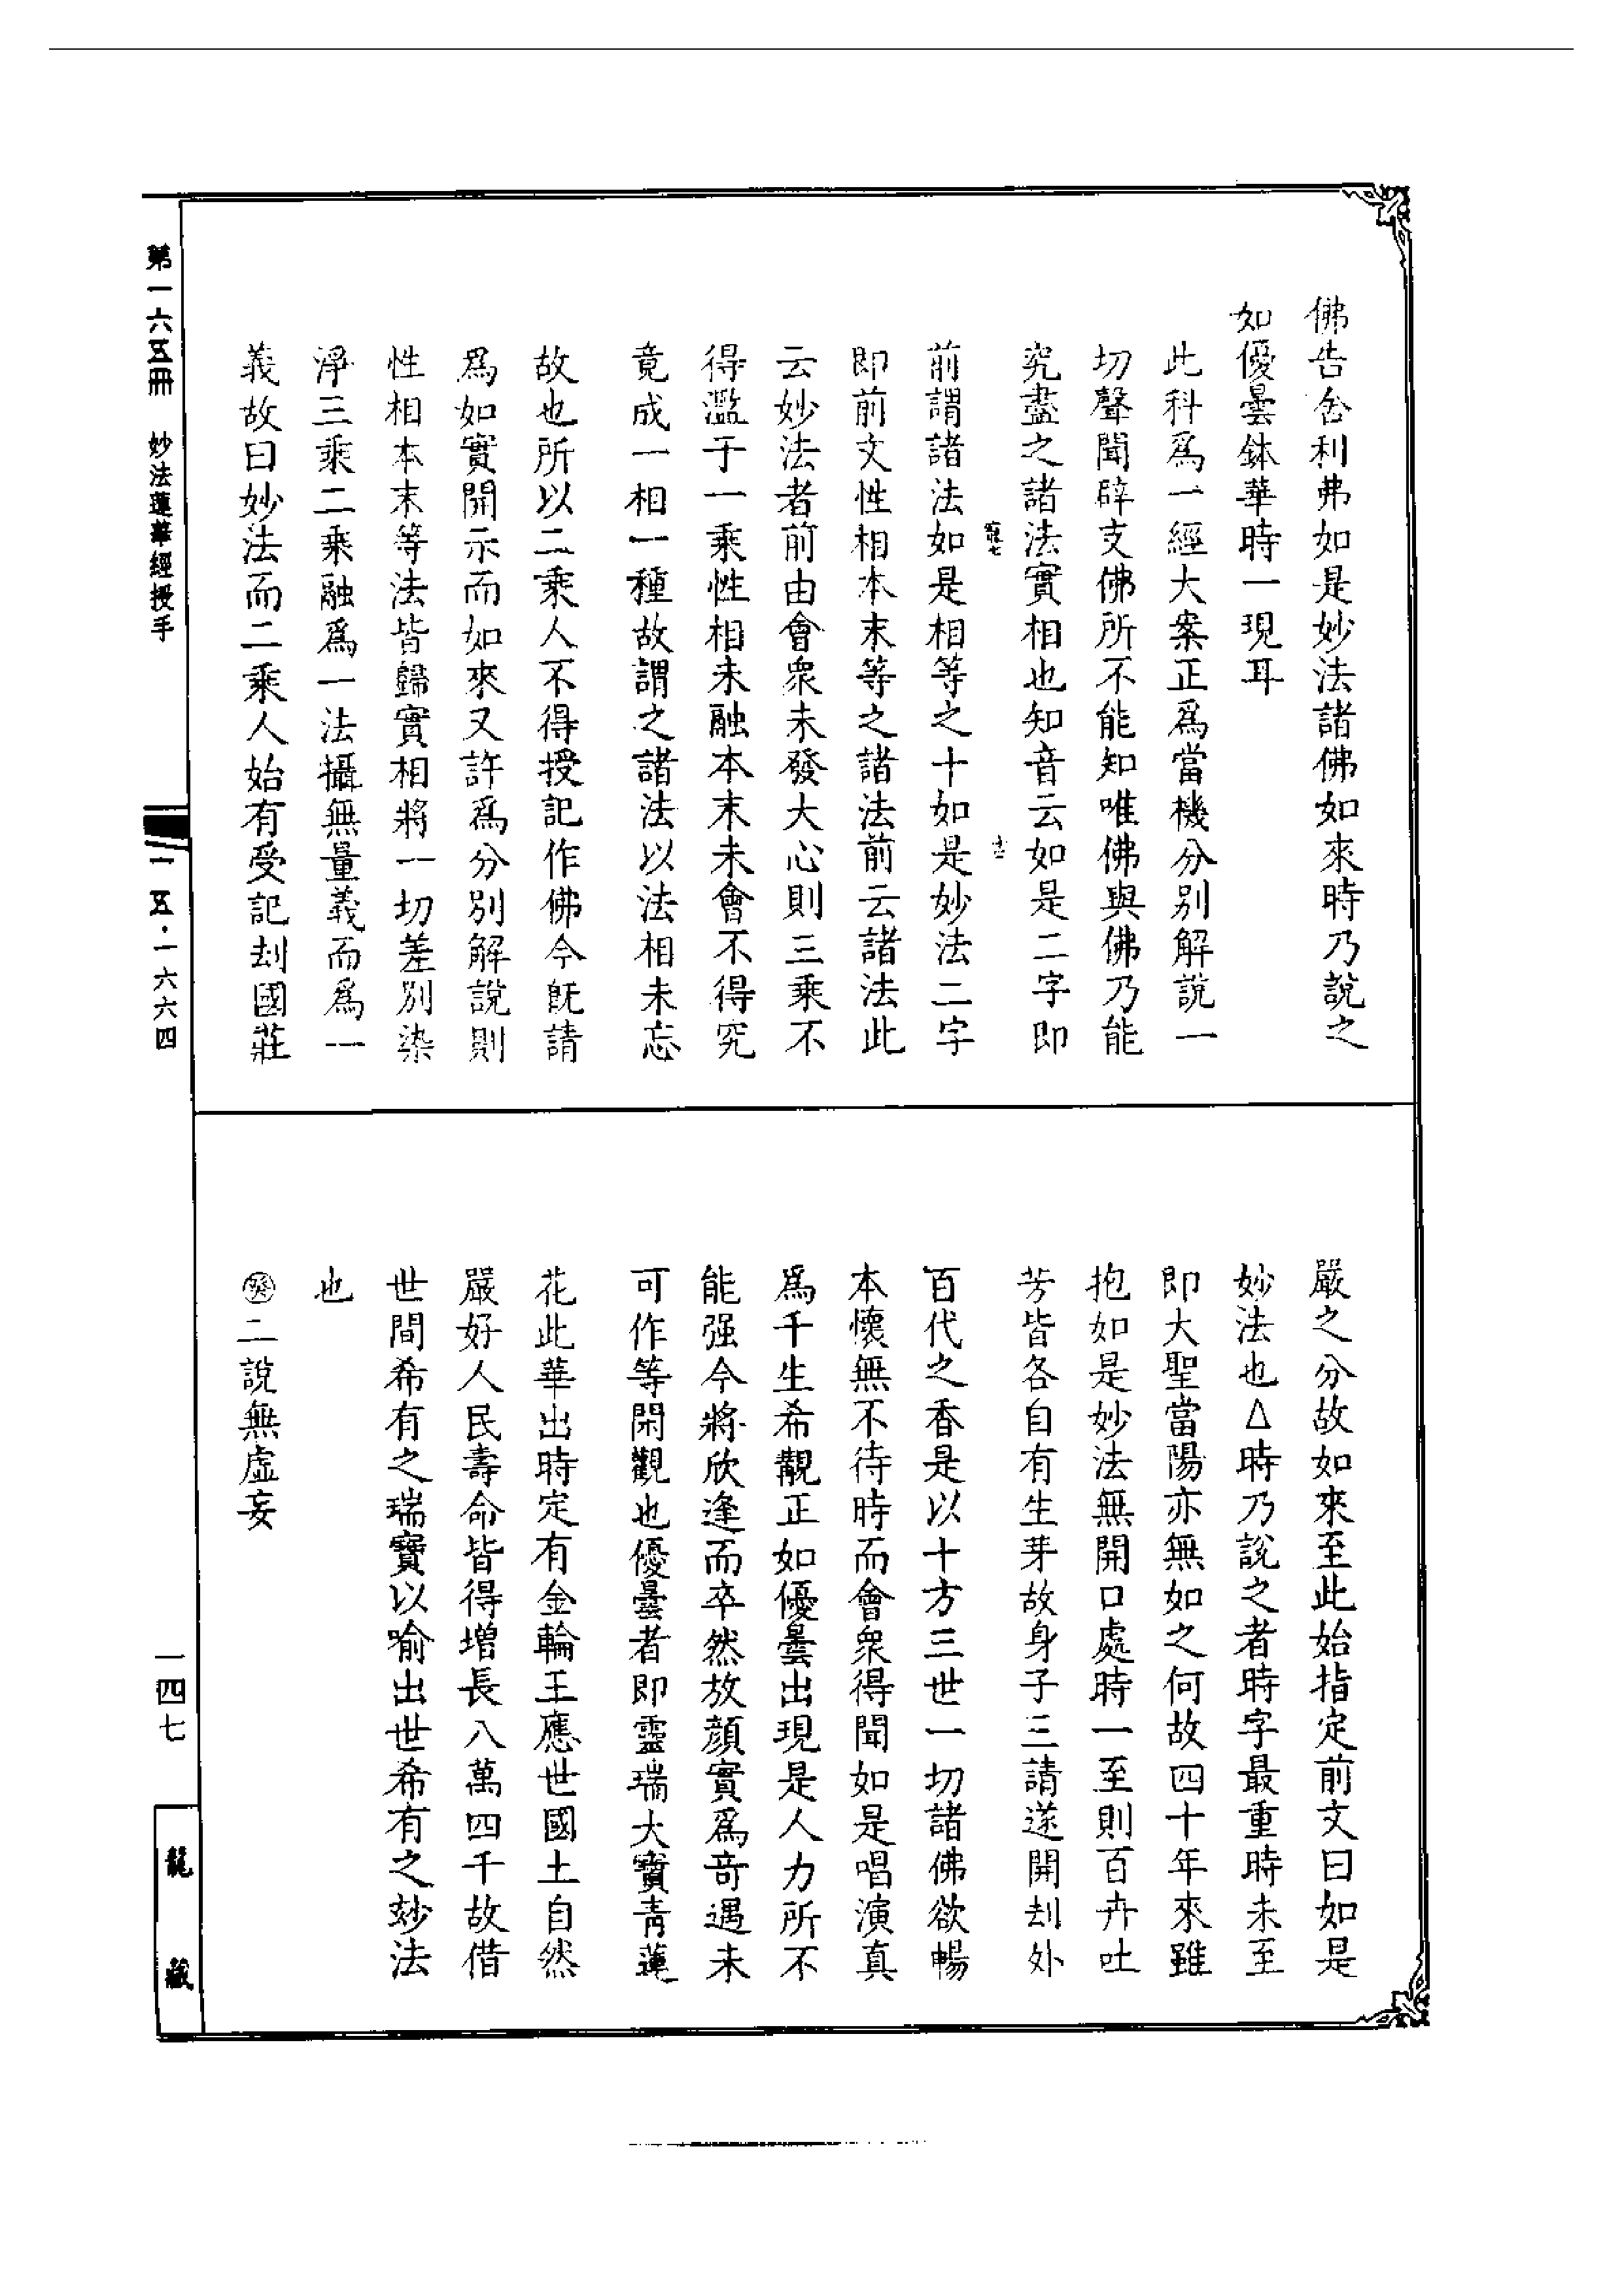 佛告舍利弗如是妙法諸佛如來時乃說之
如優曇鉢華時一現耳
此科爲一經大案正爲當機分別解說一
切聲聞辟支佛所不能知唯佛與佛乃能
究盡之諸法實相也知音云如是二字即
前謂諸法如是相等之十如是妙法二字
即前文性相本末等之諸法前云諸法此
云妙法者前由會衆未發大心則三乘不
得濫于一乘性相未融本末未會不得究
竟成一相一種故謂之諸法以法相未忘
故也所以二乘人不得授記作佛今旣請
爲如實開示而如來又許爲分別解說則
性相本末等法皆歸實相將一切差別染
淨三乘二乘融爲一法攝無量義而爲一
義故曰妙法而二乘人始有受記刦國莊
嚴之分故如來至此始指定前文曰如是
妙法也△時乃說之者時字最重時未至
即大聖當陽亦無如之何故四十年來雖
抱如是妙法無開口處時一至則百卉吐
芳皆各自有生芽故身子三請遂開刦外
百代之香是以十方三世一切諸佛欲暢
本懷無不待時而會衆得聞如是唱演真
爲千生希覯正如優曇出現是人力所不
能强今將欣逢而卒然放顔實爲奇遇未
可作等閑觀也優曇者即靈瑞大寶青蓮
花此華出時定有金輪王應世國土自然
嚴好人民壽命皆得增長八萬四千故借
世間希有之瑞寶以喻出世希有之玅法
也
㊇二說無虛妄
第一六五冊 妙法蓮華經授手
一五·一六六四
一四七
龍藏